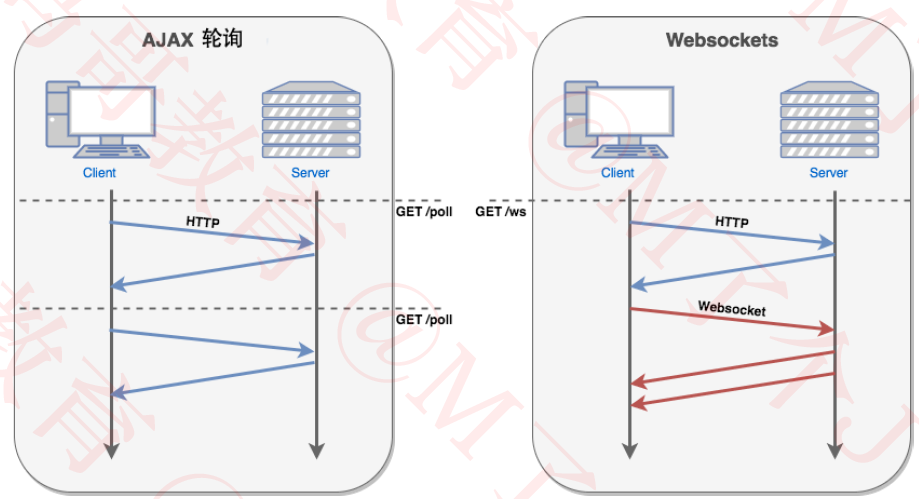 AJAX 轮询
Client
Server
HTTP
GET /poll
GET /poll
Websockets
Client
Server
GET /ws
HTTP
Websocket